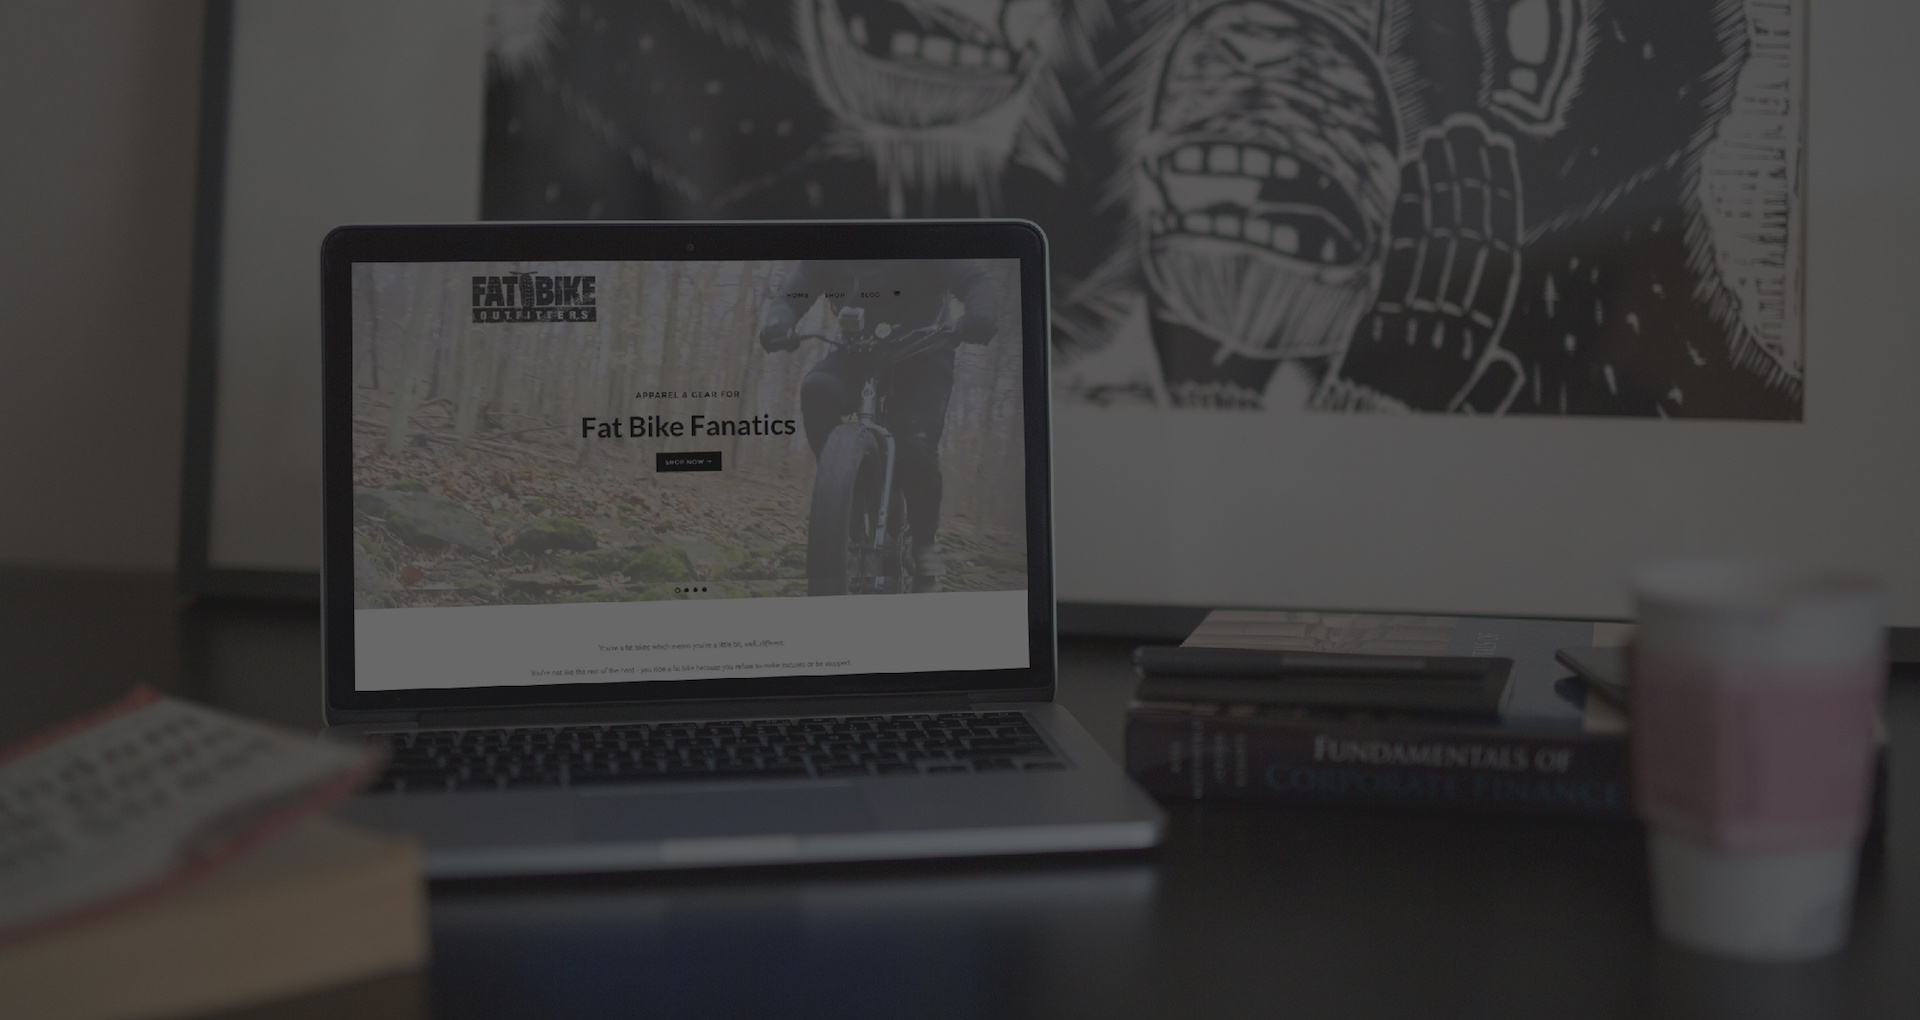 FAT BIKE
OUTFITTERS
HOME SHOP BLOG
APPAREL & GEAR FOR
Fat Bike Fanatics
SHOP NOW →
You're a fat biker which means you're a little bit, well, different.
You're not like the rest of the herd - you ride a fat bike because you refuse to make excuses or be stopped.
FUNDAMENTALS OF
CORPORATE FINANCE